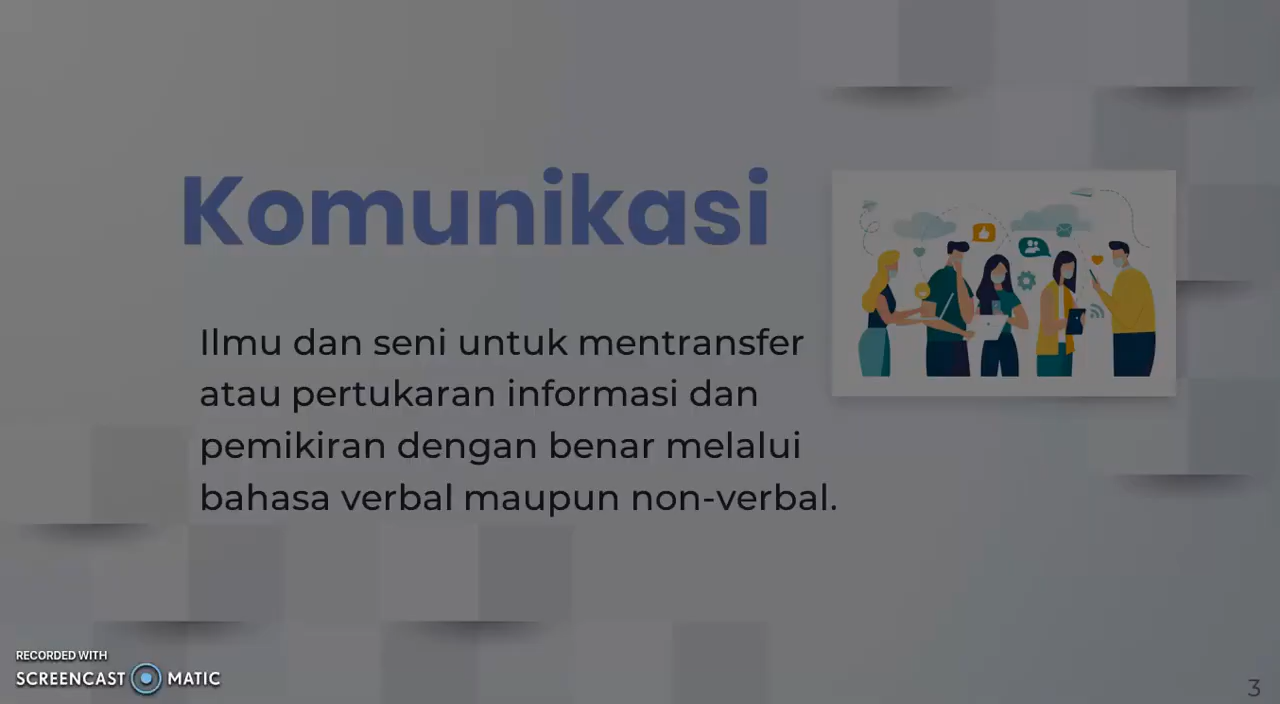 Komunikasi
Ilmu dan seni untuk mentransfer
atau pertukaran informasi dan
pemikiran dengan benar melalui
bahasa verbal maupun non-verbal.
RECORDED WITH
SCREENCAST MATIC
3